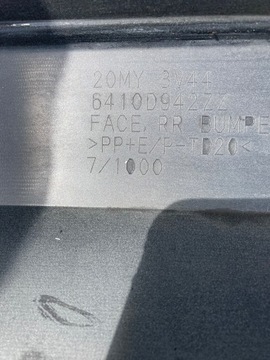 20MY 3V44
6410D942ZZ
FACE, RR BUMPE
>PP+E/P-TD20<
7/1000